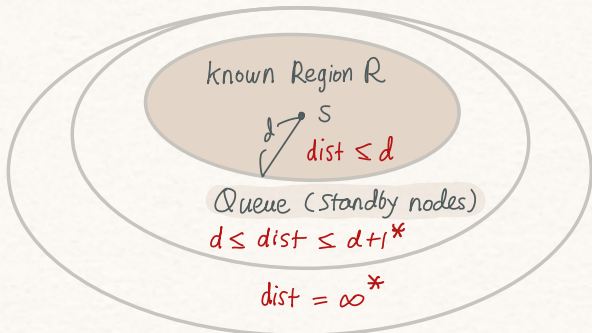 known Region R
S
d
dist ≤ d
Queue (standby nodes)
d ≤ dist ≤ d+1*
dist = ∞*